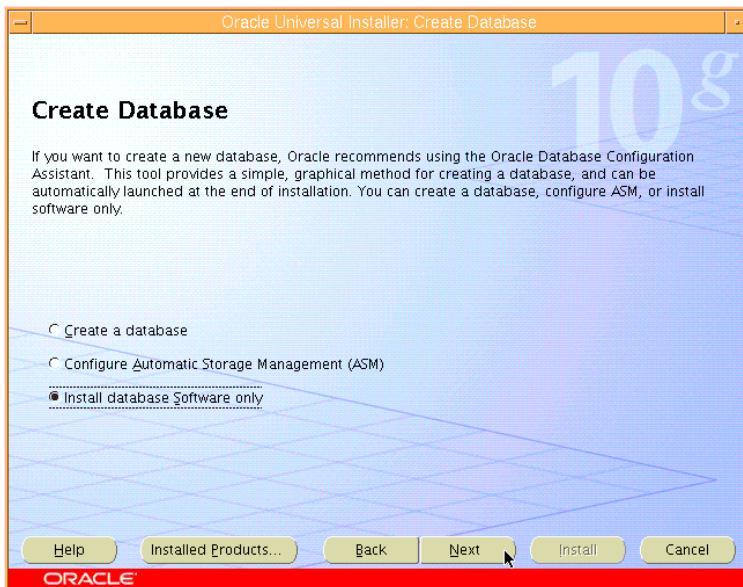 Oracle Universal Installer: Create Database
10g
Create Database
If you want to create a new database, Oracle recommends using the Oracle Database Configuration
Assistant. This tool provides a simple, graphical method for creating a database, and can be
automatically launched at the end of installation. You can create a database, configure ASM, or install
software only.
Create a database
Configure Automatic Storage Management (ASM)
Install database Software only
Help Installed Products... Back Next Install Cancel
ORACLE